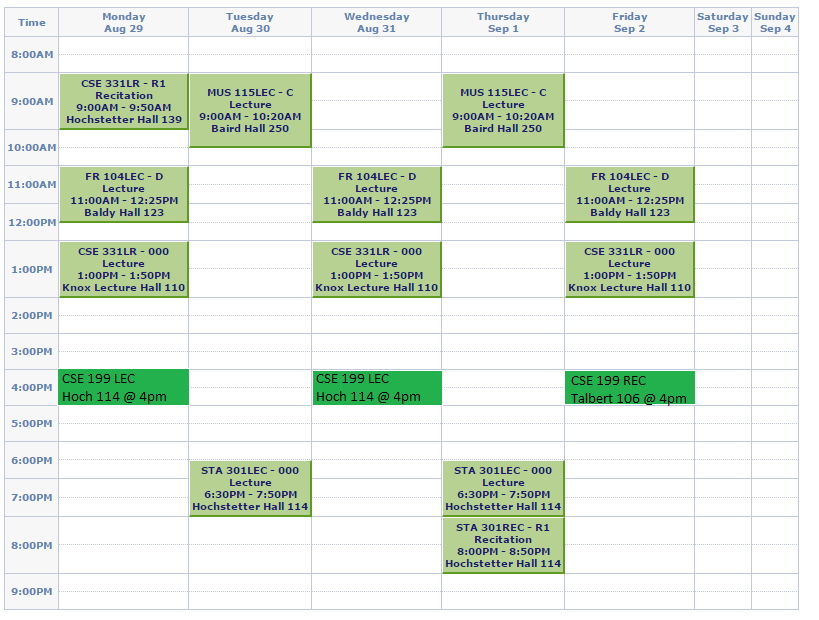 Time
Monday
Aug 29
Tuesday
Aug 30
Wednesday
Aug 31
Thursday
Sep 1
Friday
Sep 2
Saturday
Sep 3
Sunday
Sep 4
8:00AM
9:00AM
CSE 331LR - R1
Recitation
9:00AM - 9:50AM
Hochstetter Hall 139
MUS 115LEC - C
Lecture
9:00AM - 10:20AM
Baird Hall 250
MUS 115LEC - C
Lecture
9:00AM - 10:20AM
Baird Hall 250
10:00AM
11:00AM
FR 104LEC - D
Lecture
11:00AM - 12:25PM
Baldy Hall 123
FR 104LEC - D
Lecture
11:00AM - 12:25PM
Baldy Hall 123
FR 104LEC - D
Lecture
11:00AM - 12:25PM
Baldy Hall 123
12:00PM
1:00PM
CSE 331LR - 000
Lecture
1:00PM - 1:50PM
Knox Lecture Hall 110
CSE 331LR - 000
Lecture
1:00PM - 1:50PM
Knox Lecture Hall 110
CSE 331LR - 000
Lecture
1:00PM - 1:50PM
Knox Lecture Hall 110
2:00PM
3:00PM
4:00PM
CSE 199 LEC
Hoch 114 @ 4pm
CSE 199 LEC
Hoch 114 @ 4pm
CSE 199 REC
Talbert 106 @ 4pm
5:00PM
6:00PM
7:00PM
STA 301LEC - 000
Lecture
6:30PM - 7:50PM
Hochstetter Hall 114
STA 301LEC - 000
Lecture
6:30PM - 7:50PM
Hochstetter Hall 114
8:00PM
STA 301REC - R1
Recitation
8:00PM - 8:50PM
Hochstetter Hall 114
9:00PM